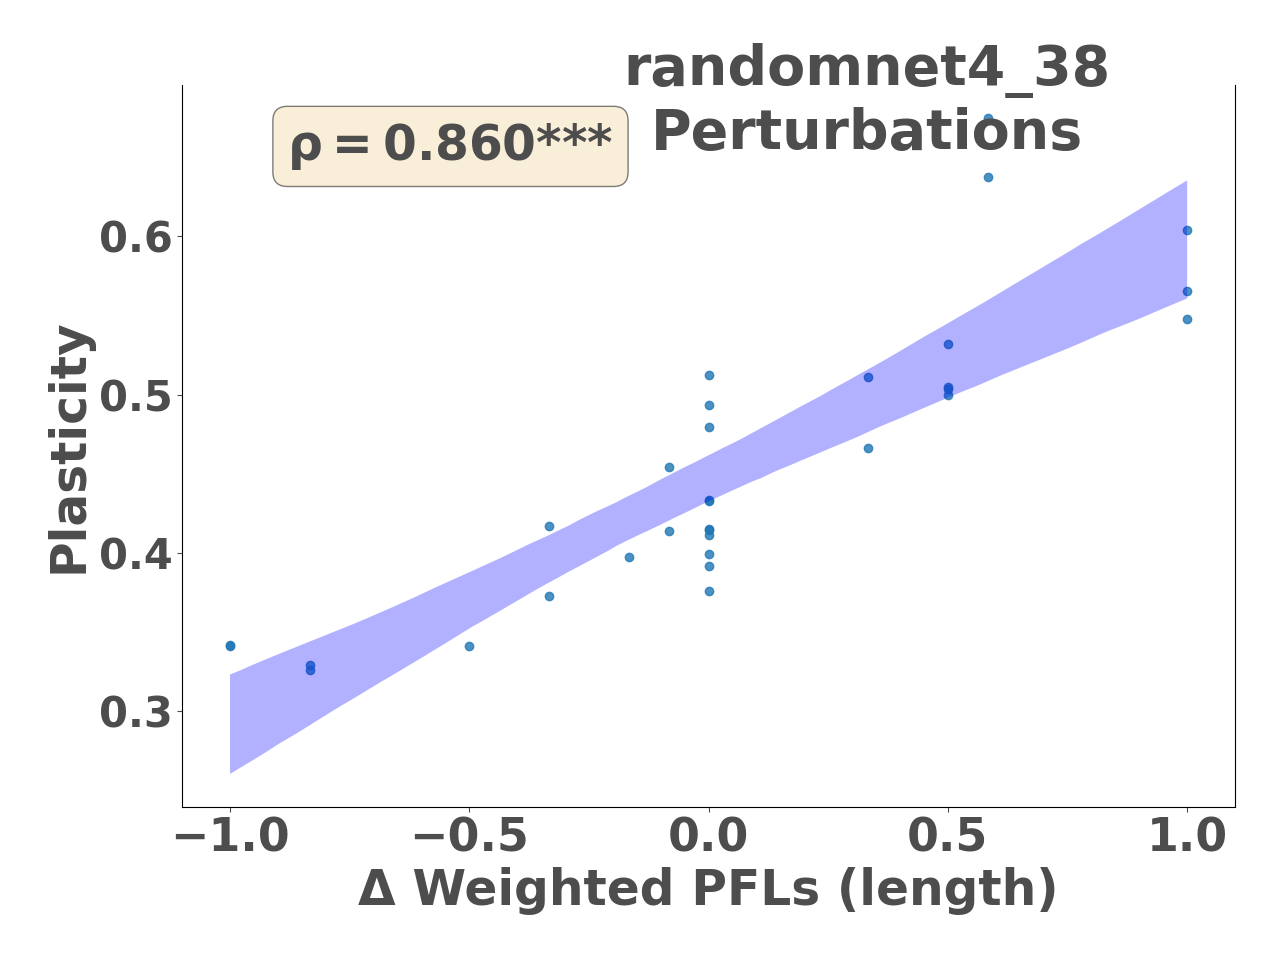 randomnet4_38
Perturbations
ρ = 0.860***
Plasticity
0.6
0.5
0.4
0.3
−1.0
−0.5
0.0
0.5
1.0
Δ Weighted PFLs (length)